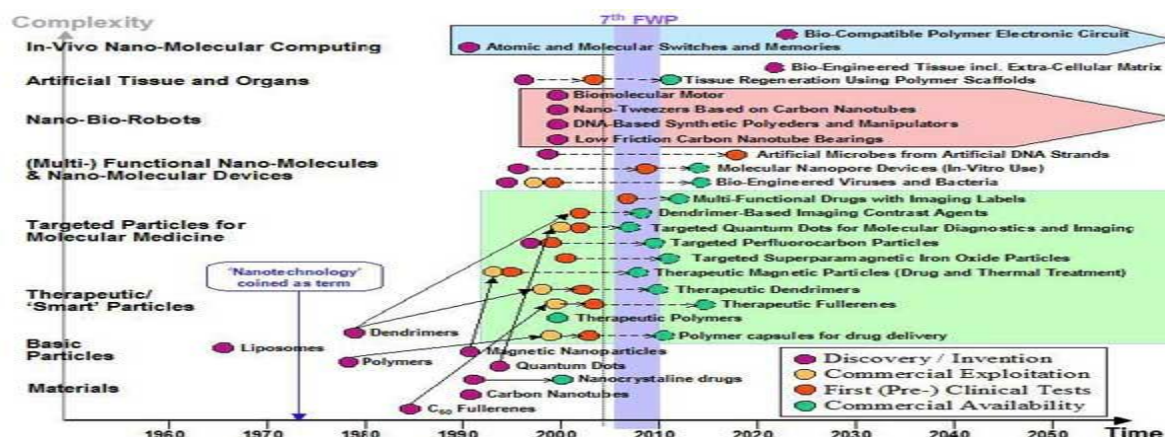 Complexity
7th FWP
In-Vivo Nano-Molecular Computing
Bio-Compatible Polymer Electronic Circuit
Atomic and Molecular Switches and Memories
Bio-Engineered Tissue incl. Extra-Cellular Matrix
Artificial Tissue and Organs
Tissue Regeneration Using Polymer Scaffolds
Biomolecular Motor
Nano-Tweezers Based on Carbon Nanotubes
Nano-Bio-Robots
DNA-Based Synthetic Polyeders and Manipulators
Low Friction Carbon Nanotube Bearings
Artificial Microbes from Artificial DNA Strands
(Multi-) Functional Nano-Molecules
& Nano-Molecular Devices
Molecular Nanopore Devices (In-Vitro Use)
Bio-Engineered Viruses and Bacteria
Multi-Functional Drugs with Imaging Labels
Dendrimer-Based Imaging Contrast Agents
Targeted Particles for
Molecular Medicine
Targeted Quantum Dots for Molecular Diagnostics and Imaging
Targeted Perfluorocarbon Particles
Targeted Superparamagnetic Iron Oxide Particles
'Nanotechnology'
coined as term
Therapeutic Magnetic Particles (Drug and Thermal Treatment)
Therapeutic/
'Smart' Particles
Therapeutic Dendrimers
Therapeutic Fullerenes
Therapeutic Polymers
Dendrimers
Polymer capsules for drug delivery
Basic
Particles
Liposomes
Polymers
Magnetic Nanoparticles
Quantum Dots
Materials
Nanocrystaline drugs
Carbon Nanotubes
C60 Fullerenes
Discovery / Invention
Commercial Exploitation
First (Pre-) Clinical Tests
Commercial Availability
1960 1970 1980 1990 2000 2010 2020 2030 2040 2050 Time